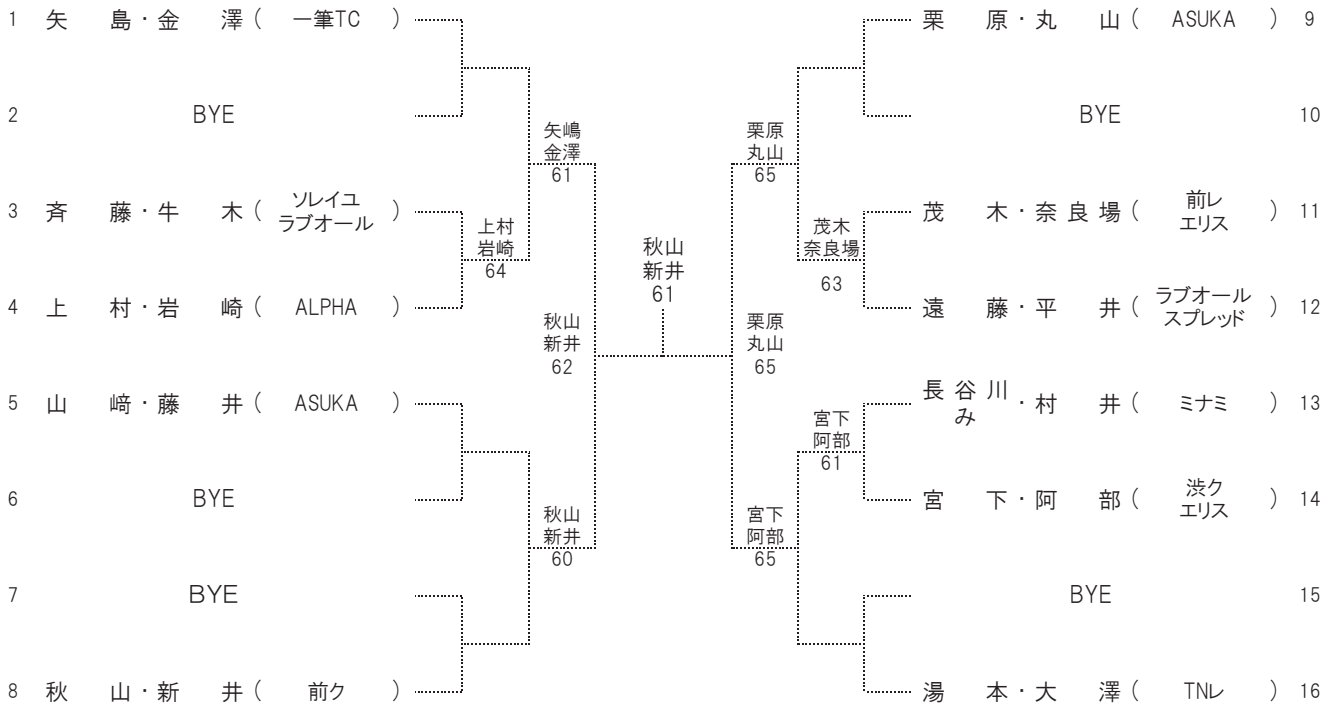 1 矢 島・金 澤 ( 一筆TC )
2 BYE
矢嶋
金澤
61
3 斉 藤・牛 木 ( ソレイユ
ラブオール )
上村
岩崎
64
4 上 村・岩 崎 ( ALPHA )
秋山
新井
62
5 山 﨑・藤 井 ( ASUKA )
6 BYE
秋山
新井
60
7 BYE
8 秋 山・新 井 ( 前ク )
秋山
新井
61
栗 原・丸 山 ( ASUKA ) 9
BYE 10
栗原
丸山
65
茂 木・奈 良 場 ( 前レ
エリス ) 11
茂木
奈良場
63
遠 藤・平 井 ( ラブオール
スプレッド ) 12
栗原
丸山
65
長 谷 川
み ・村 井 ( ミナミ ) 13
宮下
阿部
61
宮 下・阿 部 ( 渋ク
エリス ) 14
宮下
阿部
65
BYE 15
湯 本・大 澤 ( TNレ ) 16